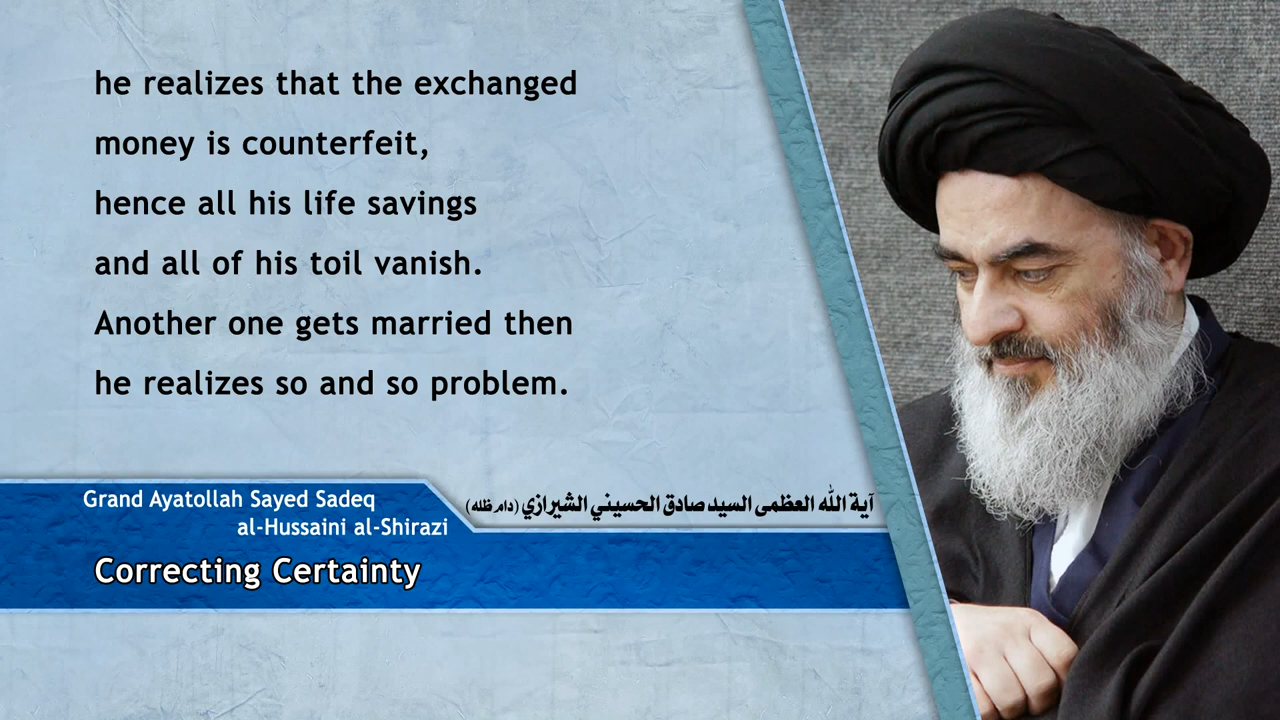 he realizes that the exchanged
money is counterfeit,
hence all his life savings
and all of his toil vanish.
Another one gets married then
he realizes so and so problem.
Grand Ayatollah Sayed Sadeq
al-Hussaini al-Shirazi
آية الله العظمى السيد صادق الحسيني الشيرازي (دام ظله)
Correcting Certainty